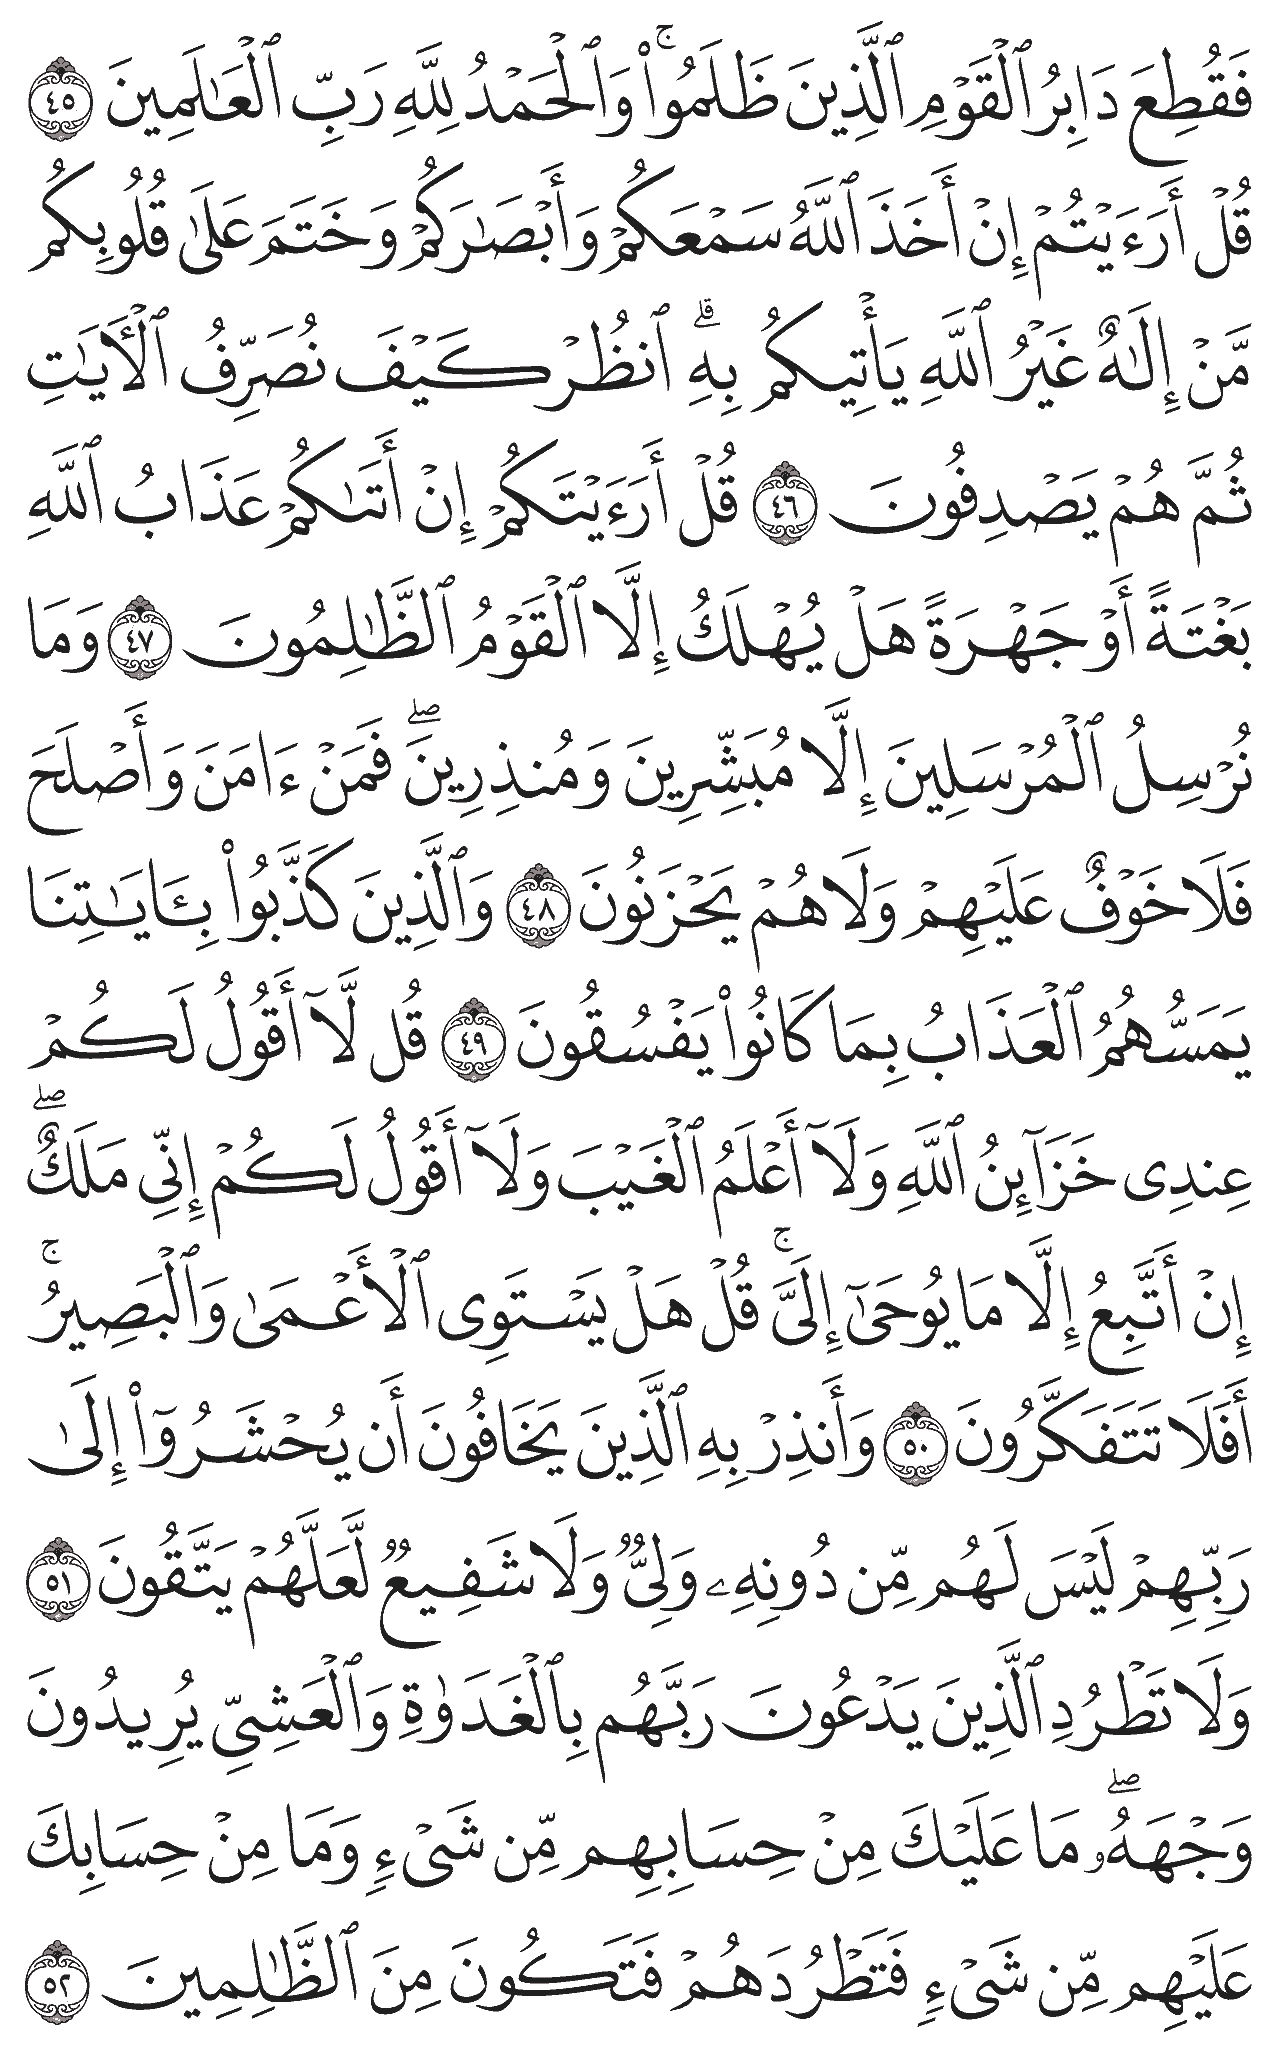 فَقُطِعَ دَابِرُ ٱلۡقَوۡمِ ٱلَّذِينَ ظَلَمُواْۚ وَٱلۡحَمۡدُ لِلَّهِ رَبِّ ٱلۡعَٰلَمِينَ ٤٥
قُلۡ أَرَءَيۡتُمۡ إِنۡ أَخَذَ ٱللَّهُ سَمۡعَكُمۡ وَأَبۡصَٰرَكُمۡ وَخَتَمَ عَلَىٰ قُلُوبِكُم
مَّنۡ إِلَٰهٌ غَيۡرُ ٱللَّهِ يَأۡتِيكُم بِهِۗ ٱنظُرۡ كَيۡفَ نُصَرِّفُ ٱلۡأٓيَٰتِ
ثُمَّ هُمۡ يَصۡدِفُونَ ٤٦ قُلۡ أَرَءَيۡتَكُمۡ إِنۡ أَتَىٰكُمۡ عَذَابُ ٱللَّهِ
بَغۡتَةً أَوۡ جَهۡرَةً هَلۡ يُهۡلَكُ إِلَّا ٱلۡقَوۡمُ ٱلظَّٰلِمُونَ ٤٧ وَمَا
نُرۡسِلُ ٱلۡمُرۡسَلِينَ إِلَّا مُبَشِّرِينَ وَمُنذِرِينَۖ فَمَنۡ ءَامَنَ وَأَصۡلَحَ
فَلَا خَوۡفٌ عَلَيۡهِمۡ وَلَا هُمۡ يَحۡزَنُونَ ٤٨ وَٱلَّذِينَ كَذَّبُواْ بِـَٔايَٰتِنَا
يَمَسُّهُمُ ٱلۡعَذَابُ بِمَا كَانُواْ يَفۡسُقُونَ ٤٩ قُل لَّآ أَقُولُ لَكُمۡ
عِندِي خَزَآئِنُ ٱللَّهِ وَلَآ أَعۡلَمُ ٱلۡغَيۡبَ وَلَآ أَقُولُ لَكُمۡ إِنِّي مَلَكٌۖ
إِنۡ أَتَّبِعُ إِلَّا مَا يُوحَىٰٓ إِلَيَّۚ قُلۡ هَلۡ يَسۡتَوِي ٱلۡأَعۡمَىٰ وَٱلۡبَصِيرُۚ
أَفَلَا تَتَفَكَّرُونَ ٥٠ وَأَنذِرۡ بِهِ ٱلَّذِينَ يَخَافُونَ أَن يُحۡشَرُوٓاْ إِلَىٰ
رَبِّهِمۡ لَيۡسَ لَهُم مِّن دُونِهِۦ وَلِيّٞ وَلَا شَفِيعٞ لَّعَلَّهُمۡ يَتَّقُونَ ٥١
وَلَا تَطۡرُدِ ٱلَّذِينَ يَدۡعُونَ رَبَّهُم بِٱلۡغَدَوٰةِ وَٱلۡعَشِيِّ يُرِيدُونَ
وَجۡهَهُۥۖ مَا عَلَيۡكَ مِنۡ حِسَابِهِم مِّن شَيۡءٖ وَمَا مِنۡ حِسَابِكَ
عَلَيۡهِم مِّن شَيۡءٖ فَتَطۡرُدَهُمۡ فَتَكُونَ مِنَ ٱلظَّٰلِمِينَ ٥٢